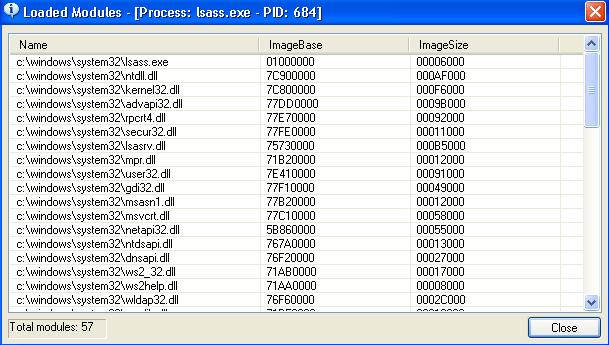 Loaded Modules - [Process: lsass.exe - PID: 684]
Name ImageBase ImageSize
c:\windows\system32\lsass.exe 01000000 00006000
c:\windows\system32\ntdll.dll 7C900000 000AF000
c:\windows\system32\kernel32.dll 7C800000 000F6000
c:\windows\system32\advapi32.dll 77DD0000 0009B000
c:\windows\system32\rpcrt4.dll 77E70000 00092000
c:\windows\system32\secur32.dll 77FE0000 00011000
c:\windows\system32\lsasrv.dll 75730000 000B5000
c:\windows\system32\mpr.dll 71B20000 00012000
c:\windows\system32\user32.dll 7E410000 00091000
c:\windows\system32\gdi32.dll 77F10000 00049000
c:\windows\system32\msasn1.dll 77B20000 00012000
c:\windows\system32\msvcrt.dll 77C10000 00058000
c:\windows\system32\netapi32.dll 5B860000 00055000
c:\windows\system32\ntdsapi.dll 767A0000 00013000
c:\windows\system32\dnsapi.dll 76F20000 00027000
c:\windows\system32\ws2_32.dll 71AB0000 00017000
c:\windows\system32\ws2help.dll 71AA0000 00008000
c:\windows\system32\wldap32.dll 76F60000 0002C000
Total modules: 57
Close